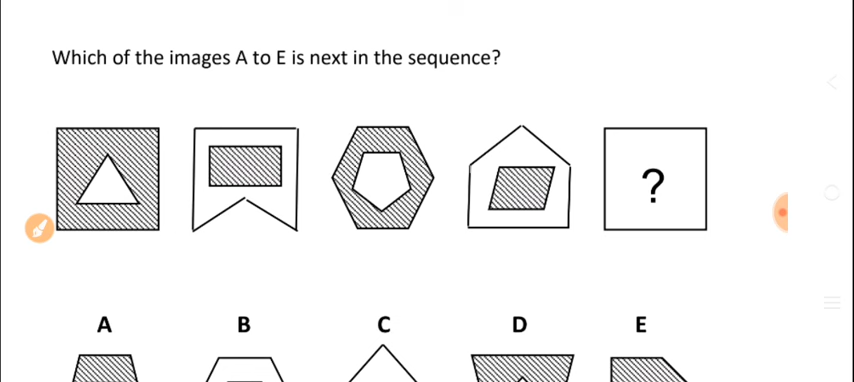 Which of the images A to E is next in the sequence?
?
A B C D E